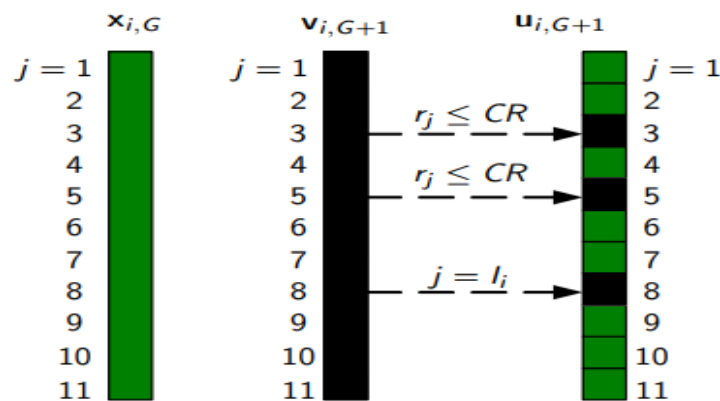 x_{i,G} v_{i,G+1} u_{i,G+1}
j = 1 j = 1 j = 1
2 2 2
3 3 r_j ≤ CR 3
4 4 4
5 5 r_j ≤ CR 5
6 6 6
7 7 7
8 8 j = I_i 8
9 9 9
10 10 10
11 11 11